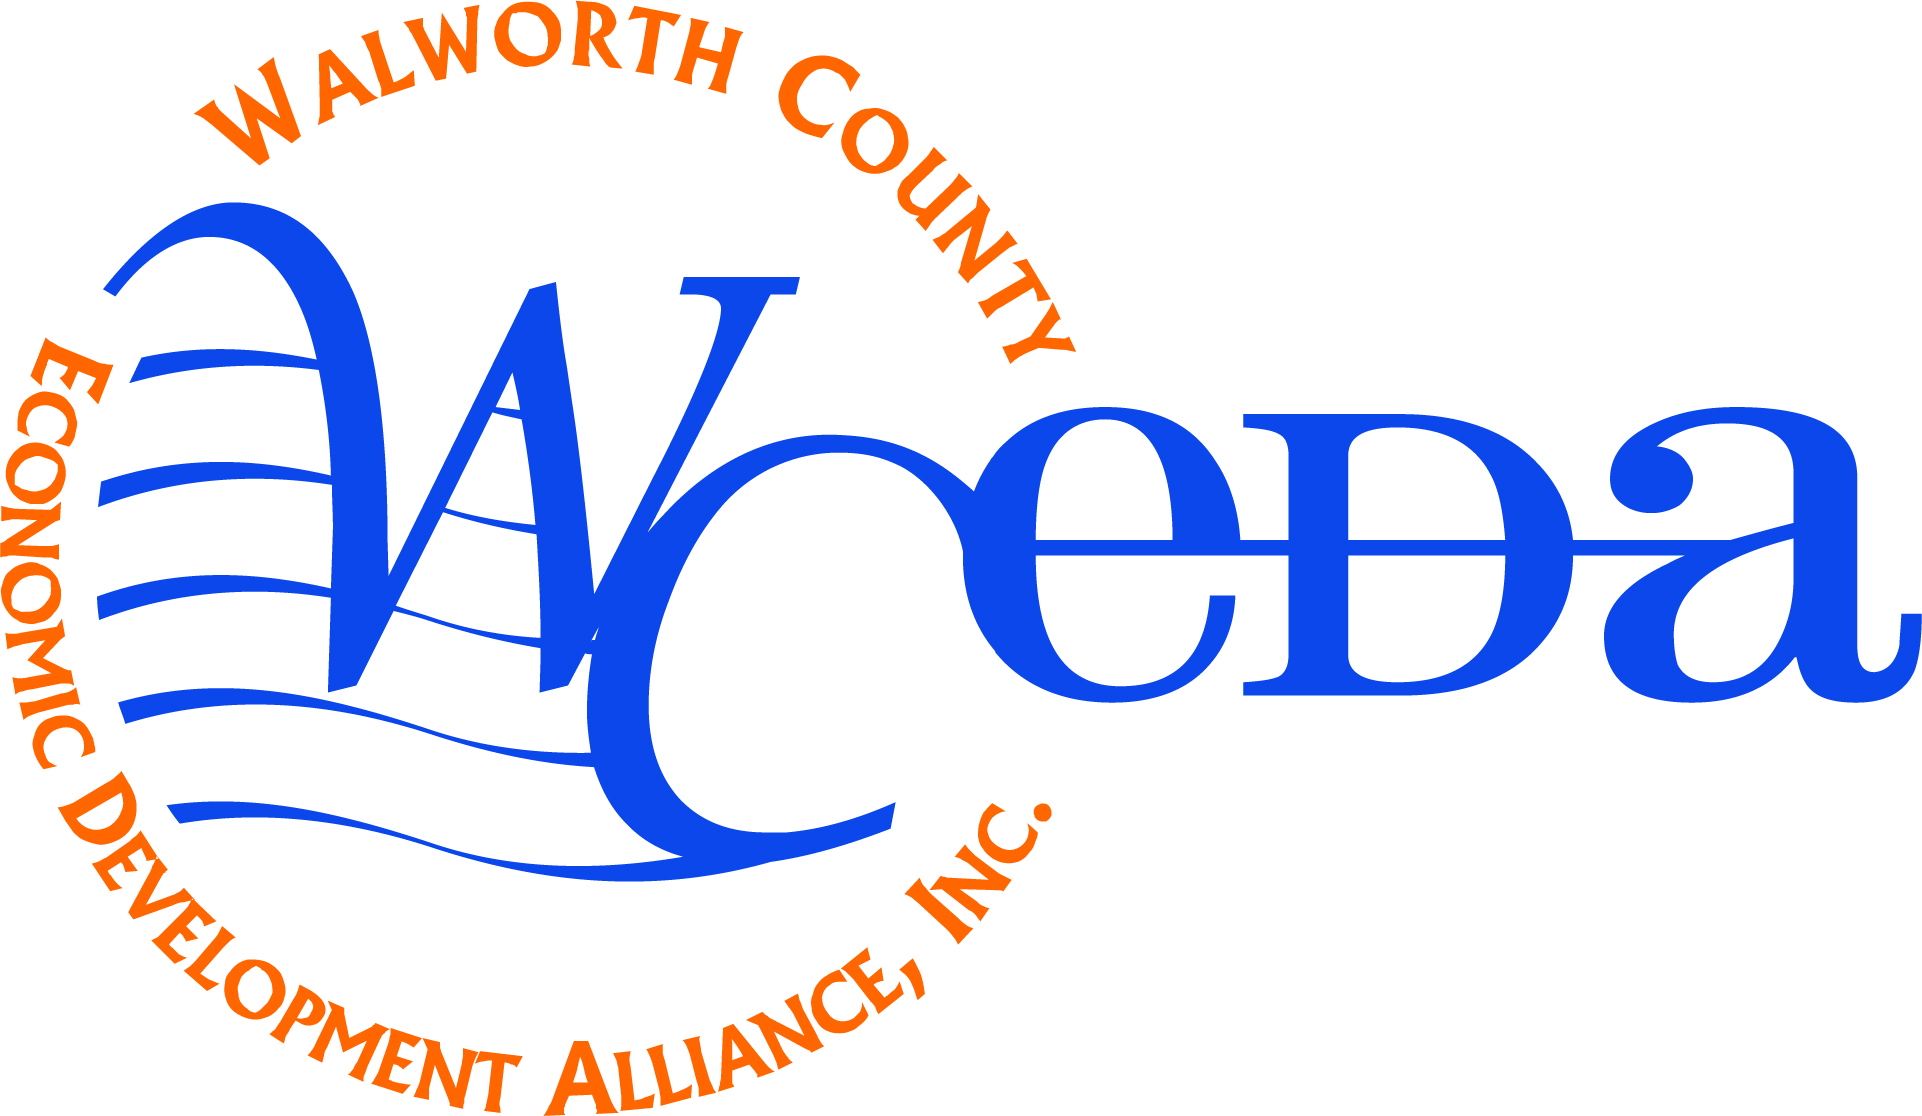 WALWORTH COUNTY
WCEDA
ECONOMIC DEVELOPMENT ALLIANCE, INC.